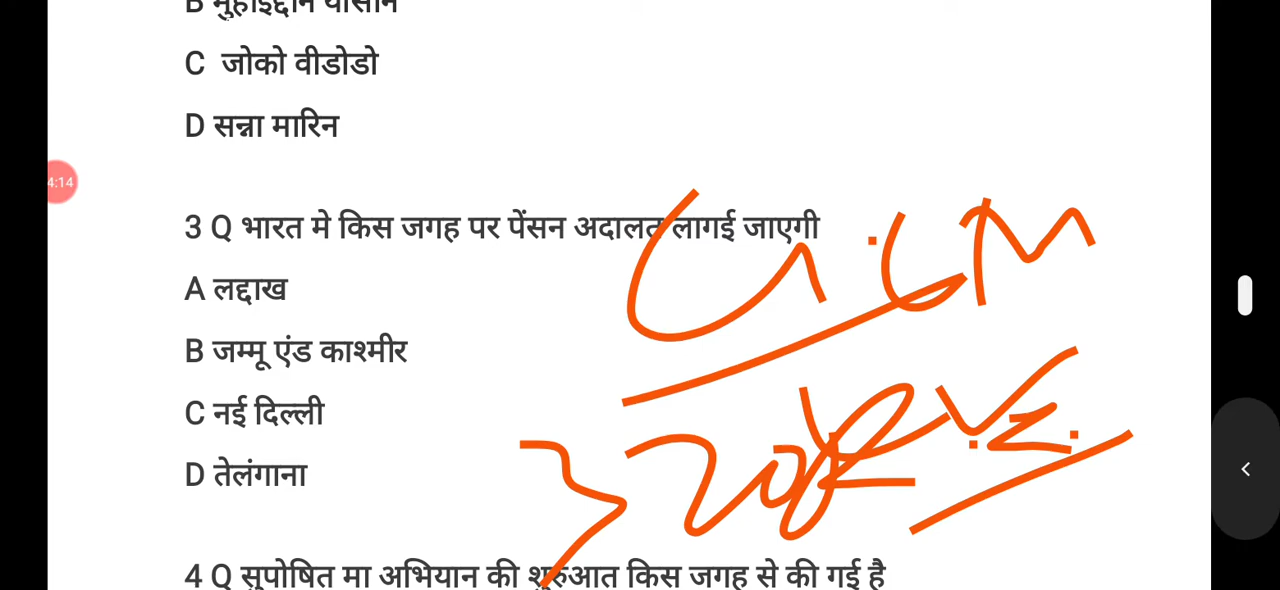 B मुहीइद्दीन यासीन
C जोको वीडोडो
D सन्ना मारिन
4:14
3 Q भारत मे किस जगह पर पेंसन अदालत लागई जाएगी
A लद्दाख
B जम्मू एंड काश्मीर
C नई दिल्ली
D तेलंगाना
4 Q सुपोषित मा अभियान की शुरुआत किस जगह से की गई है